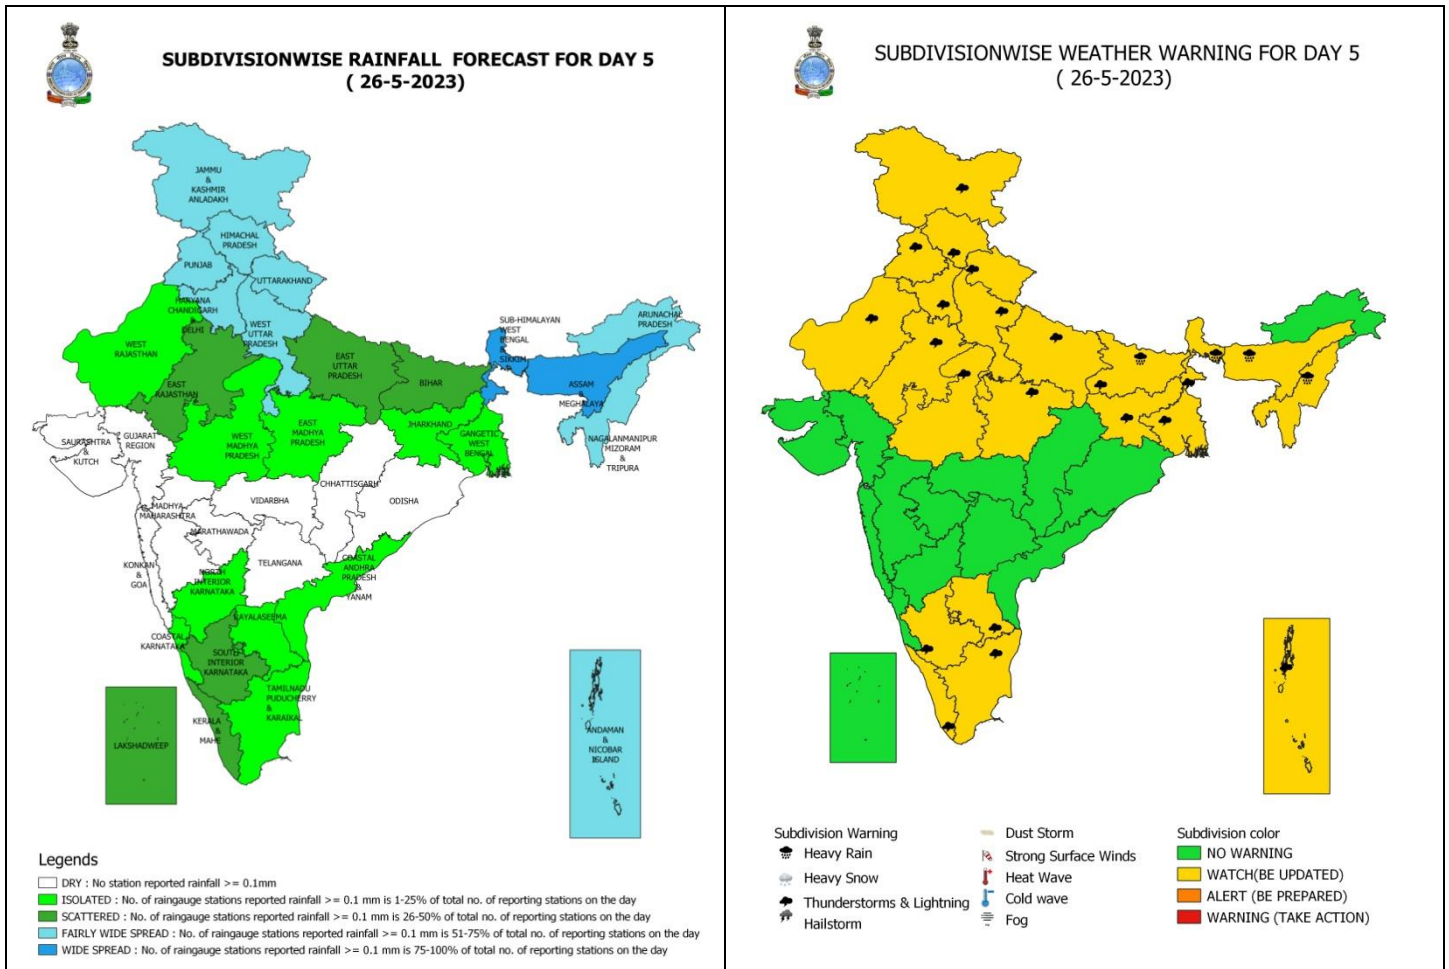 SUBDIVISIONWISE RAINFALL FORECAST FOR DAY 5
( 26-5-2023)
JAMMU
&
KASHMIR
ANLADAKH
HIMACHAL
PRADESH
PUNJAB
UTTARAKHAND
HARYANA
CHANDIGARH
&
DELHI
WEST
UTTAR
PRADESH
WEST
RAJASTHAN
EAST
RAJASTHAN
EAST
UTTAR
PRADESH
BIHAR
SUB-HIMALAYAN
WEST
BENGAL
&
SIKKIM
ARUNACHAL
PRADESH
ASSAM
&
MEGHALAYA
NAGALANMANIPUR
MIZORAM
&
TRIPURA
SAURASHTRA
&
KUTCH
GUJARAT
REGION
WEST
MADHYA
PRADESH
EAST
MADHYA
PRADESH
JHARKHAND
GANGETIC
WEST
BENGAL
CHHATTISGARH
ODISHA
VIDARBHA
MADHYA
MAHARASHTRA
MARATHAWADA
KONKAN
&
GOA
TELANGANA
COASTAL
ANDHRA
PRADESH
&
YANAM
NORTH
INTERIOR
KARNATAKA
RAYALASEEMA
COASTAL
KARNATAKA
SOUTH
INTERIOR
KARNATAKA
TAMILNADU
PUDUCHERRY
&
KARAIKAL
KERALA
&
MAHE
LAKSHADWEEP
ANDAMAN
&
NICOBAR
ISLAND
Legends
DRY : No station reported rainfall >= 0.1mm
ISOLATED : No. of raingauge stations reported rainfall >= 0.1 mm is 1-25% of total no. of reporting stations on the day
SCATTERED : No. of raingauge stations reported rainfall >= 0.1 mm is 26-50% of total no. of reporting stations on the day
FAIRLY WIDE SPREAD : No. of raingauge stations reported rainfall >= 0.1 mm is 51-75% of total no. of reporting stations on the day
WIDE SPREAD : No. of raingauge stations reported rainfall >= 0.1 mm is 75-100% of total no. of reporting stations on the day
SUBDIVISIONWISE WEATHER WARNING FOR DAY 5
( 26-5-2023)
Subdivision Warning
Heavy Rain
Heavy Snow
Thunderstorms & Lightning
Hailstorm
Dust Storm
Strong Surface Winds
Heat Wave
Cold wave
Fog
Subdivision color
NO WARNING
WATCH(BE UPDATED)
ALERT (BE PREPARED)
WARNING (TAKE ACTION)